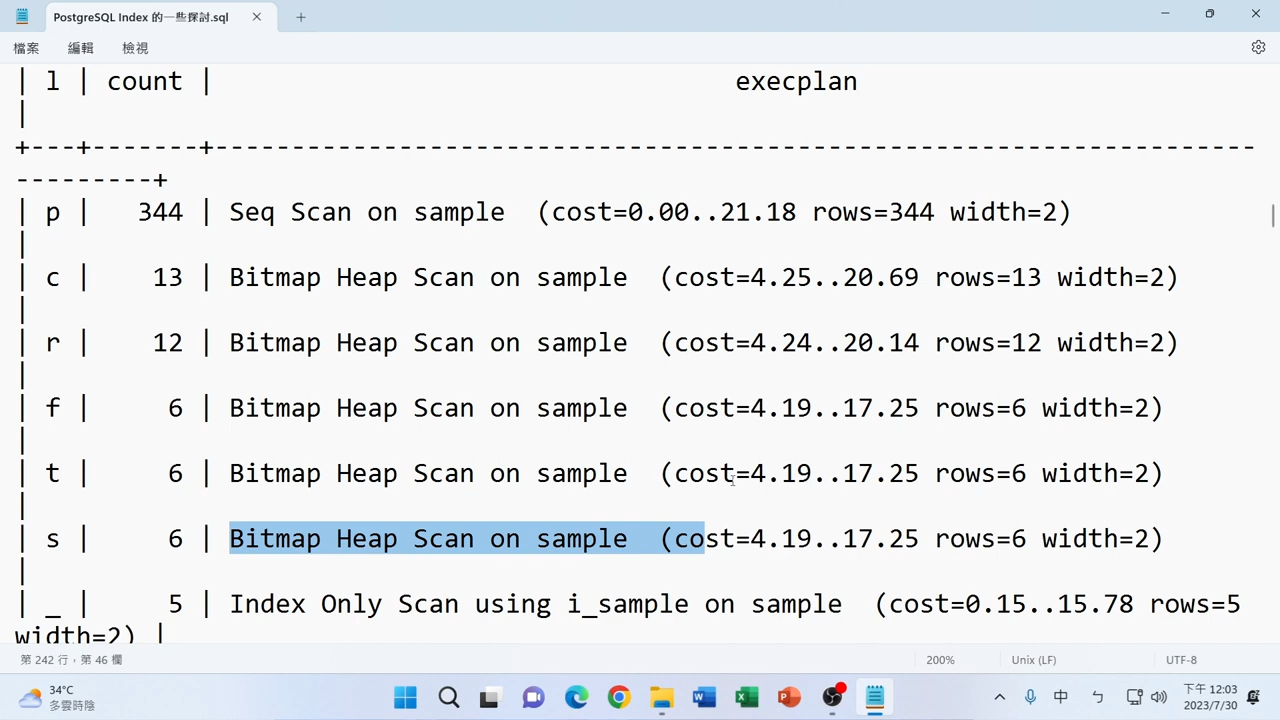 PostgreSQL Index 的一些探討.sql
檔案 編輯 檢視
| l | count | execplan
|
+---+-------+--------------------------------------------------------------------
---------+
| p | 344 | Seq Scan on sample (cost=0.00..21.18 rows=344 width=2)
|
| c | 13 | Bitmap Heap Scan on sample (cost=4.25..20.69 rows=13 width=2)
|
| r | 12 | Bitmap Heap Scan on sample (cost=4.24..20.14 rows=12 width=2)
|
| f | 6 | Bitmap Heap Scan on sample (cost=4.19..17.25 rows=6 width=2)
|
| t | 6 | Bitmap Heap Scan on sample (cost=4.19..17.25 rows=6 width=2)
|
| s | 6 | Bitmap Heap Scan on sample (cost=4.19..17.25 rows=6 width=2)
|
| _ | 5 | Index Only Scan using i_sample on sample (cost=0.15..15.78 rows=5
width=2) |
第 242 行，第 46 欄 200% Unix (LF) UTF-8
34°C
多雲時陰
中
下午 12:03
2023/7/30